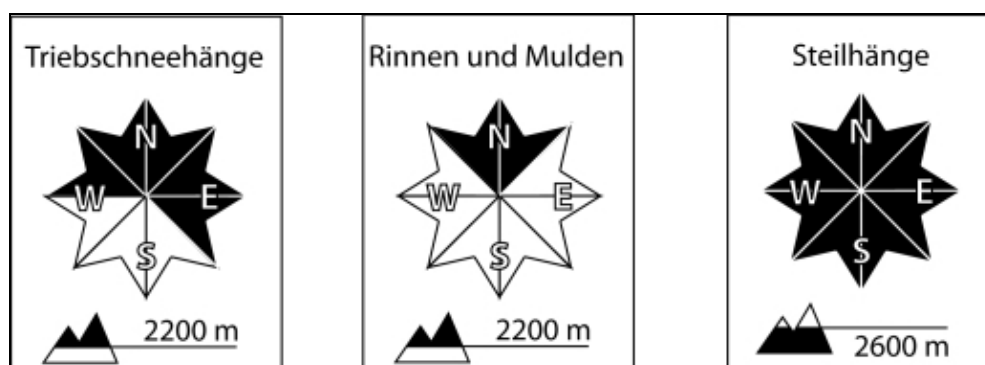 Triebschneehänge
N
W E
S
2200 m
Rinnen und Mulden
N
W E
S
2200 m
Steilhänge
N
W E
S
2600 m